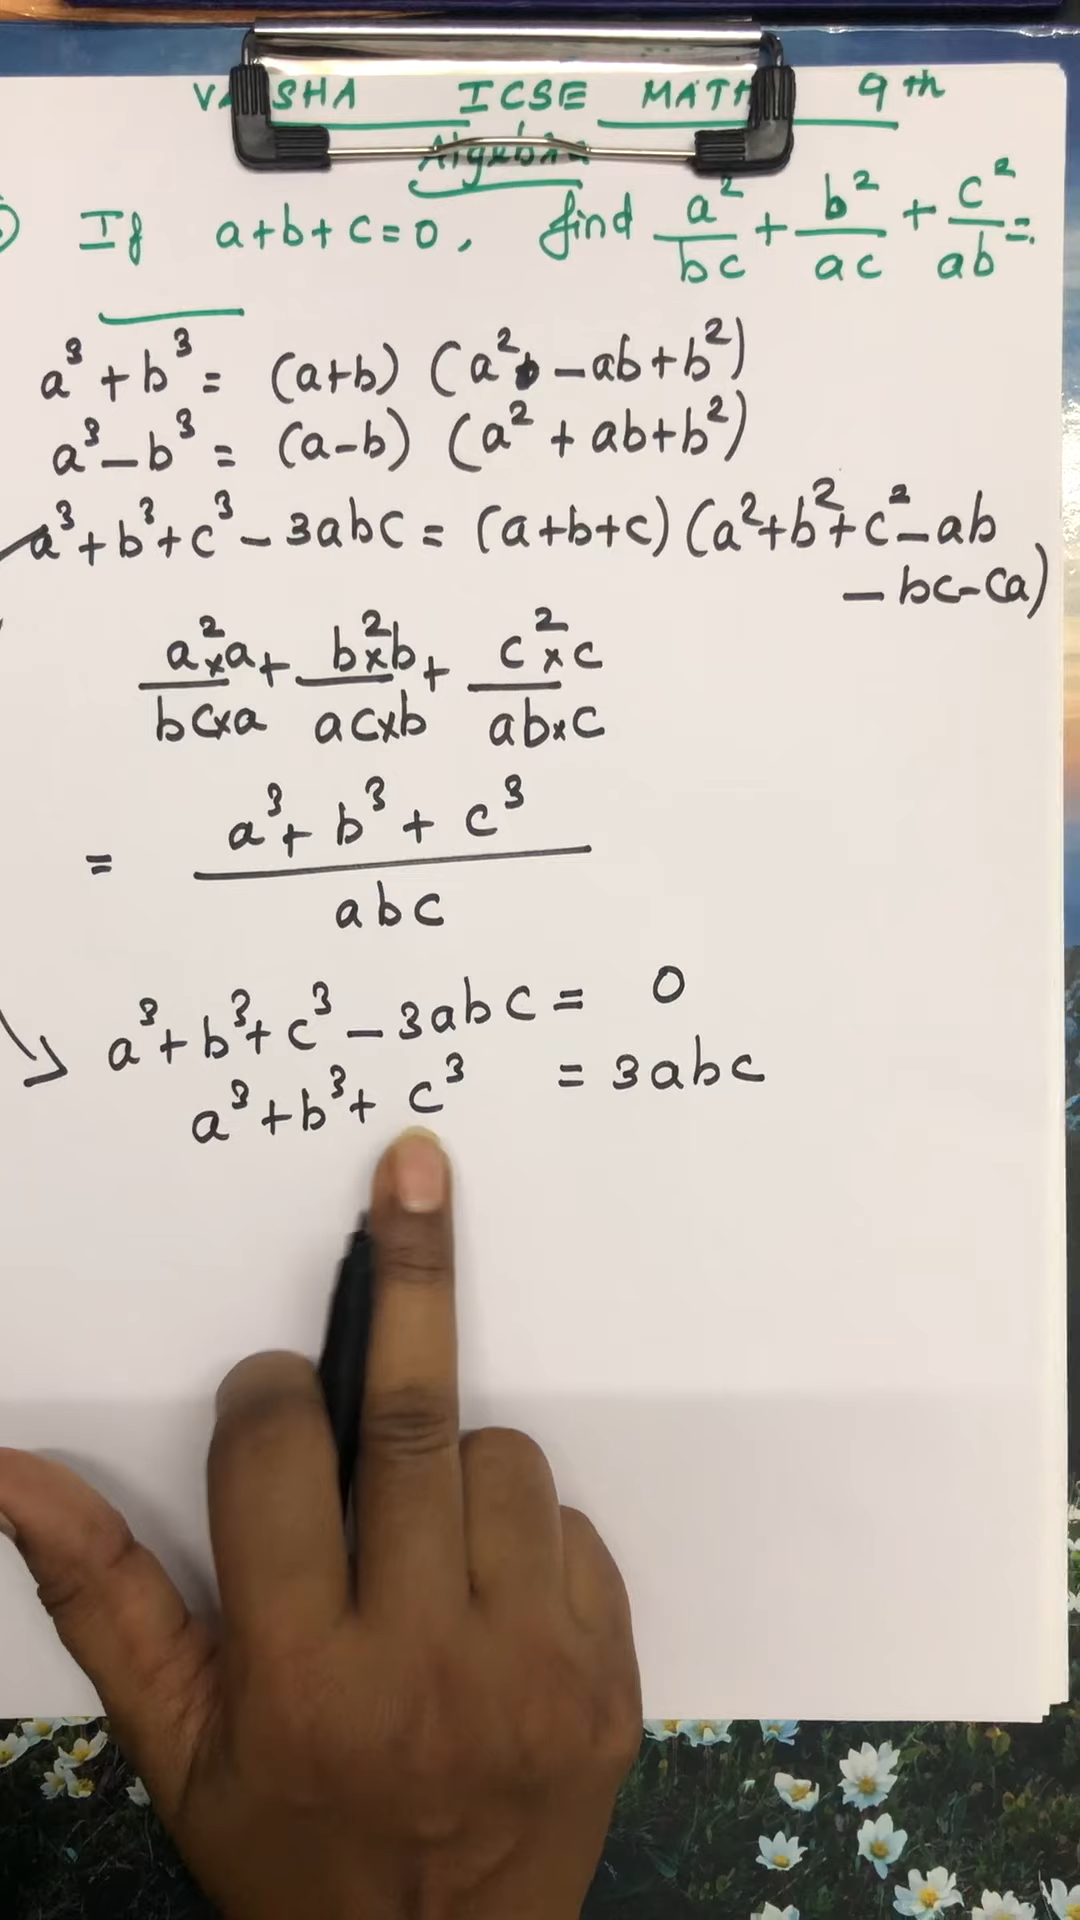 ICSE MATH 9th
Algebra
If a+b+c=0, find a²/bc + b²/ac + c²/ab =
a³+b³ = (a+b) (a² -ab+b²)
a³-b³ = (a-b) (a² + ab+b²)
a³+b³+c³-3abc = (a+b+c) (a²+b²+c²-ab
-bc-ca)
a²×a/bc×a + b²×b/ac×b + c²×c/ab×c
= a³+b³+c³/abc
a³+b³+c³-3abc = 0
a³+b³+c³ = 3abc